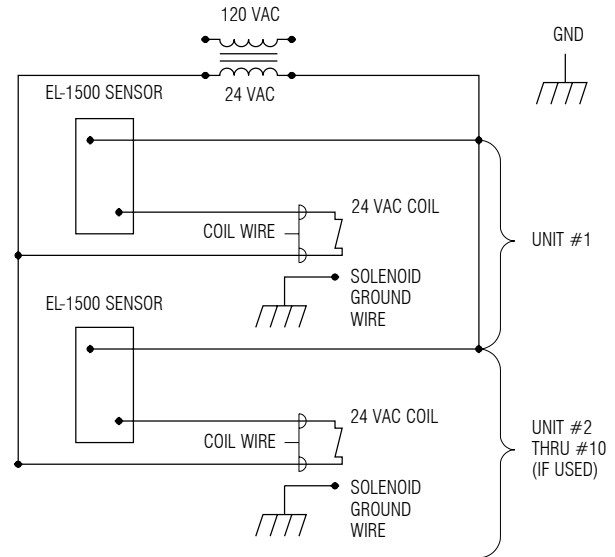 120 VAC
GND
24 VAC
EL-1500 SENSOR
24 VAC COIL
COIL WIRE
UNIT #1
SOLENOID
GROUND
WIRE
EL-1500 SENSOR
24 VAC COIL
COIL WIRE
UNIT #2
THRU #10
(IF USED)
SOLENOID
GROUND
WIRE